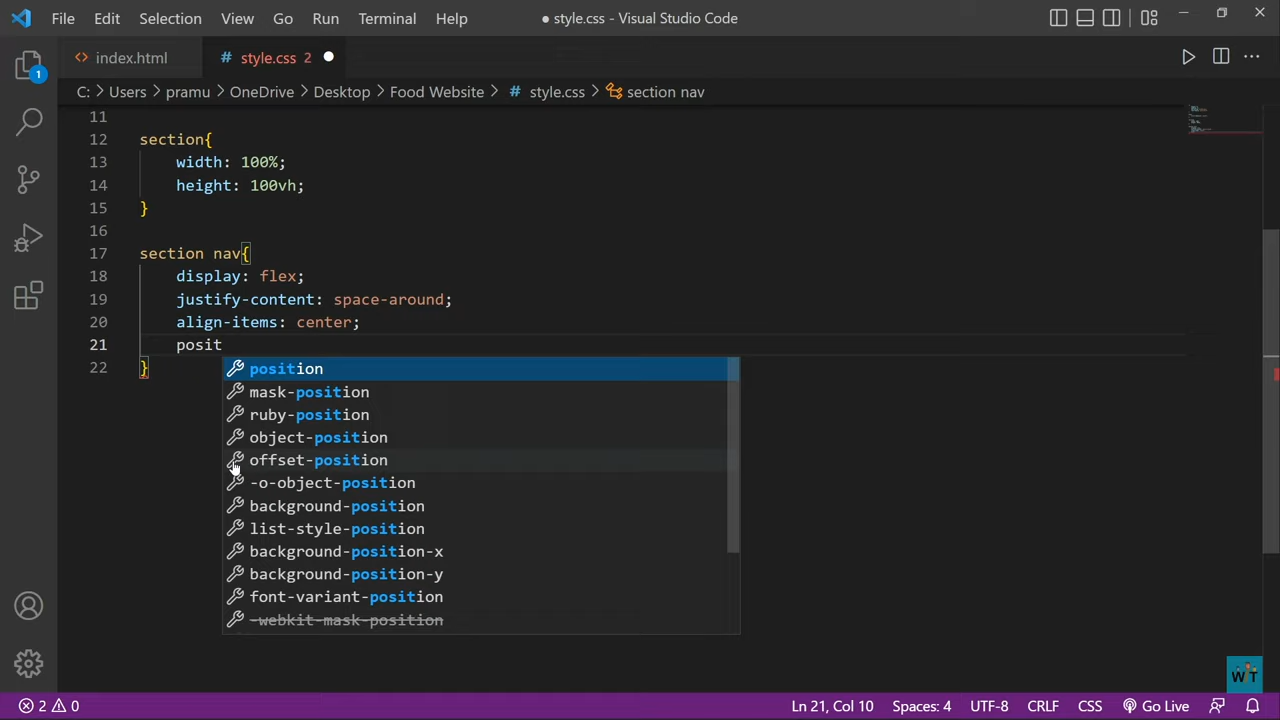 File Edit Selection View Go Run Terminal Help ● style.css - Visual Studio Code
<> index.html # style.css 2 ●
1
C: > Users > pramu > OneDrive > Desktop > Food Website > # style.css > section nav
11
12 section{
13 width: 100%;
14 height: 100vh;
15 }
16
17 section nav{
18 display: flex;
19 justify-content: space-around;
20 align-items: center;
21 posit
22 }
position
mask-position
ruby-position
object-position
offset-position
-o-object-position
background-position
list-style-position
background-position-x
background-position-y
font-variant-position
-webkit-mask-position
WT
2 0 Ln 21, Col 10 Spaces: 4 UTF-8 CRLF CSS Go Live